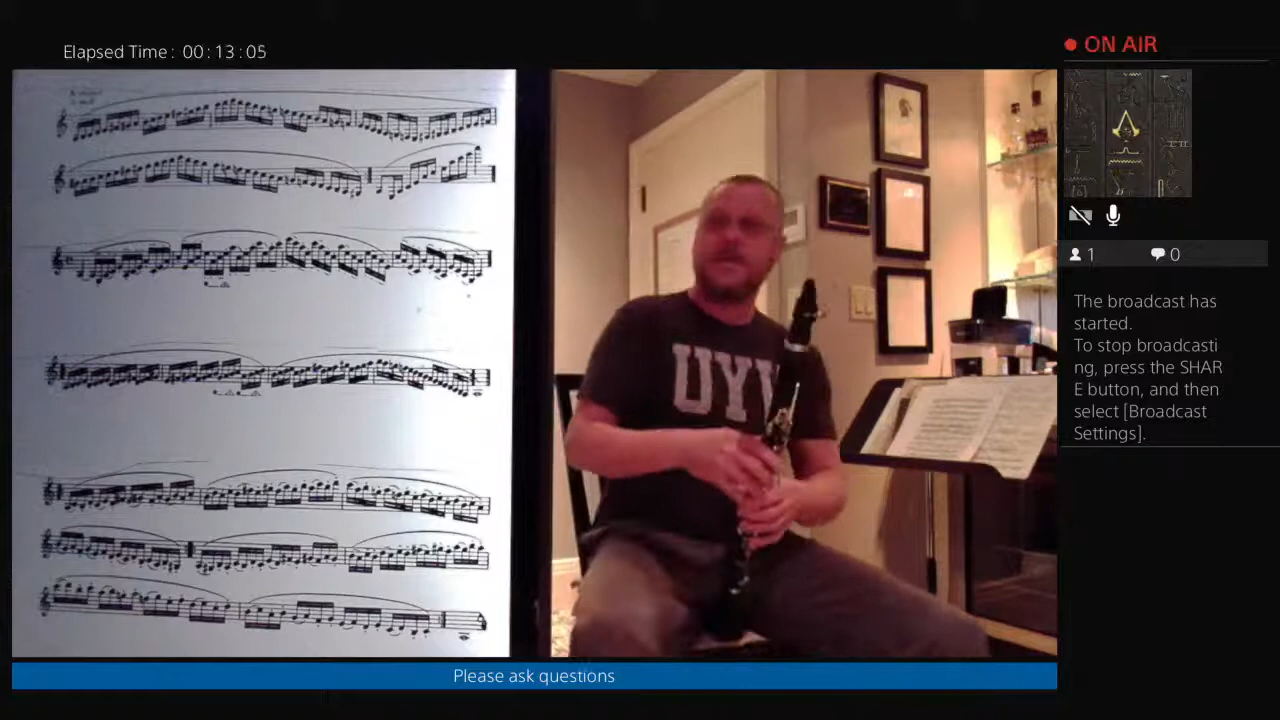 Elapsed Time: 00:13:05
ON AIR
1
0
The broadcast has
started.
To stop broadcasti
ng, press the SHAR
E button, and then
select [Broadcast
Settings].
Please ask questions